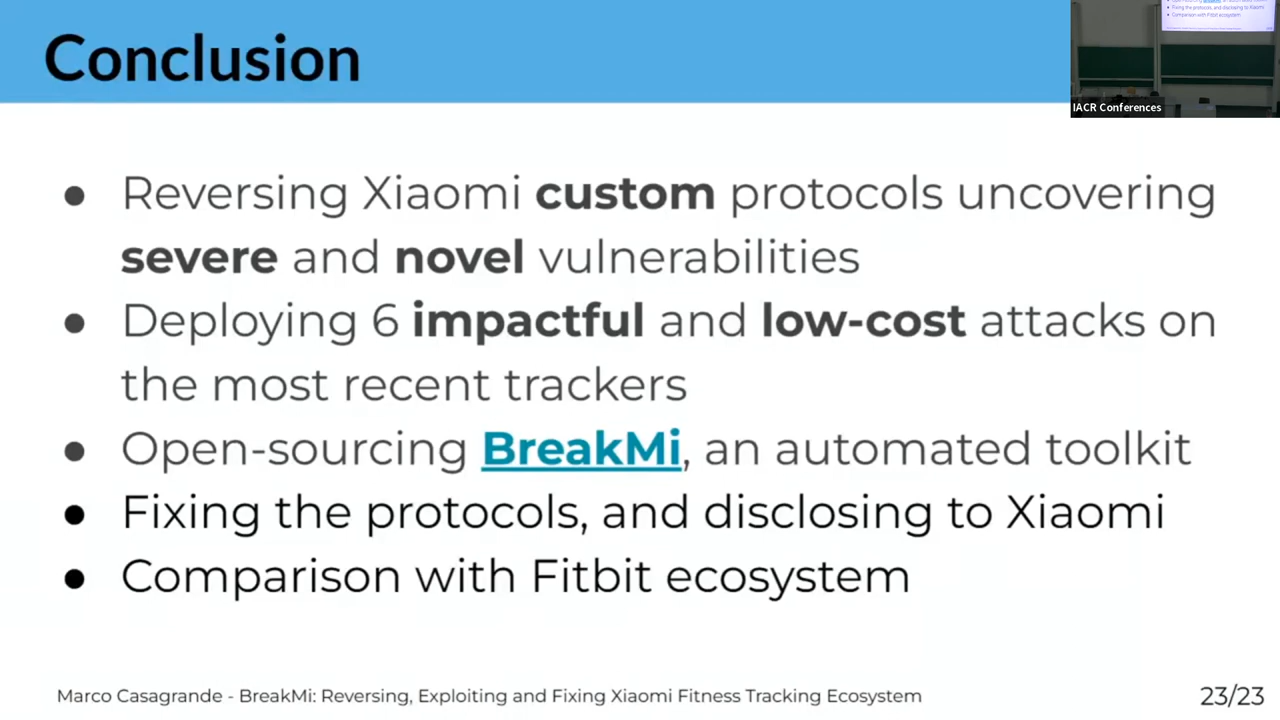 Conclusion
IACR Conferences
● Reversing Xiaomi custom protocols uncovering
severe and novel vulnerabilities
● Deploying 6 impactful and low-cost attacks on
the most recent trackers
● Open-sourcing BreakMi, an automated toolkit
● Fixing the protocols, and disclosing to Xiaomi
● Comparison with Fitbit ecosystem
Marco Casagrande - BreakMi: Reversing, Exploiting and Fixing Xiaomi Fitness Tracking Ecosystem
23/23